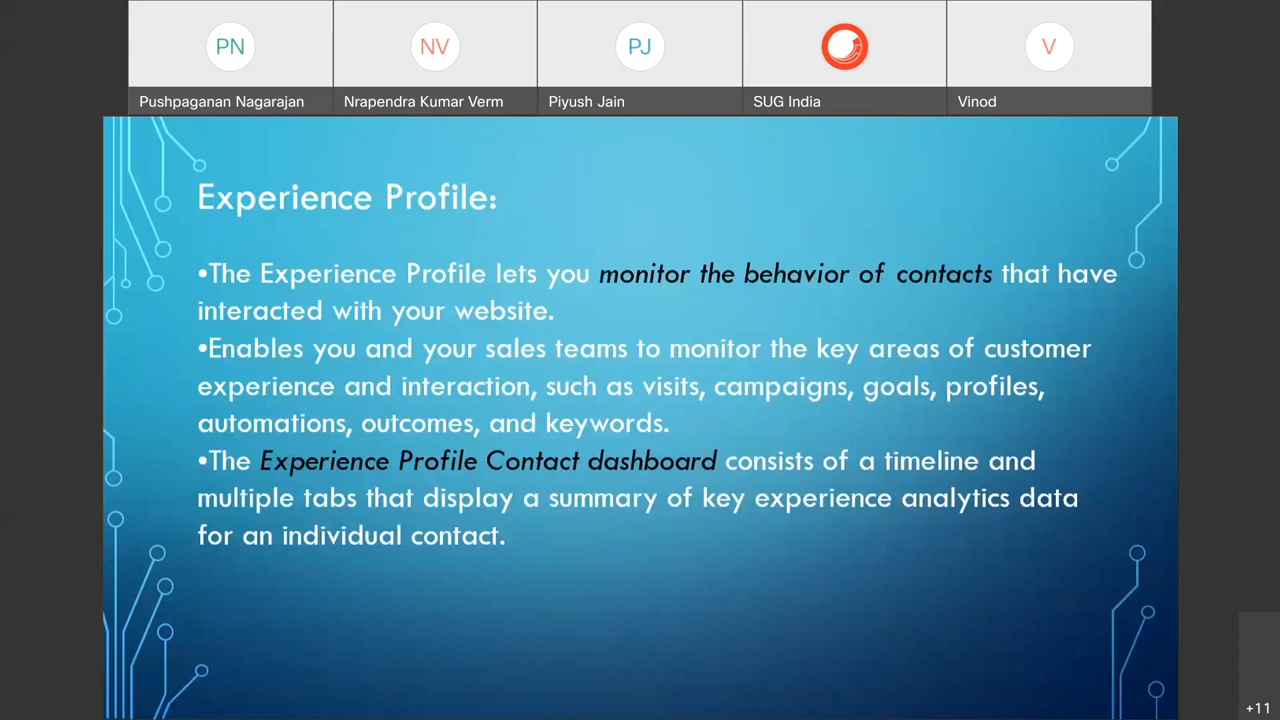 PN
NV
PJ
V
Pushpaganan Nagarajan
Nrapendra Kumar Verm
Piyush Jain
SUG India
Vinod
Experience Profile:
•The Experience Profile lets you monitor the behavior of contacts that have
interacted with your website.
•Enables you and your sales teams to monitor the key areas of customer
experience and interaction, such as visits, campaigns, goals, profiles,
automations, outcomes, and keywords.
•The Experience Profile Contact dashboard consists of a timeline and
multiple tabs that display a summary of key experience analytics data
for an individual contact.
+11